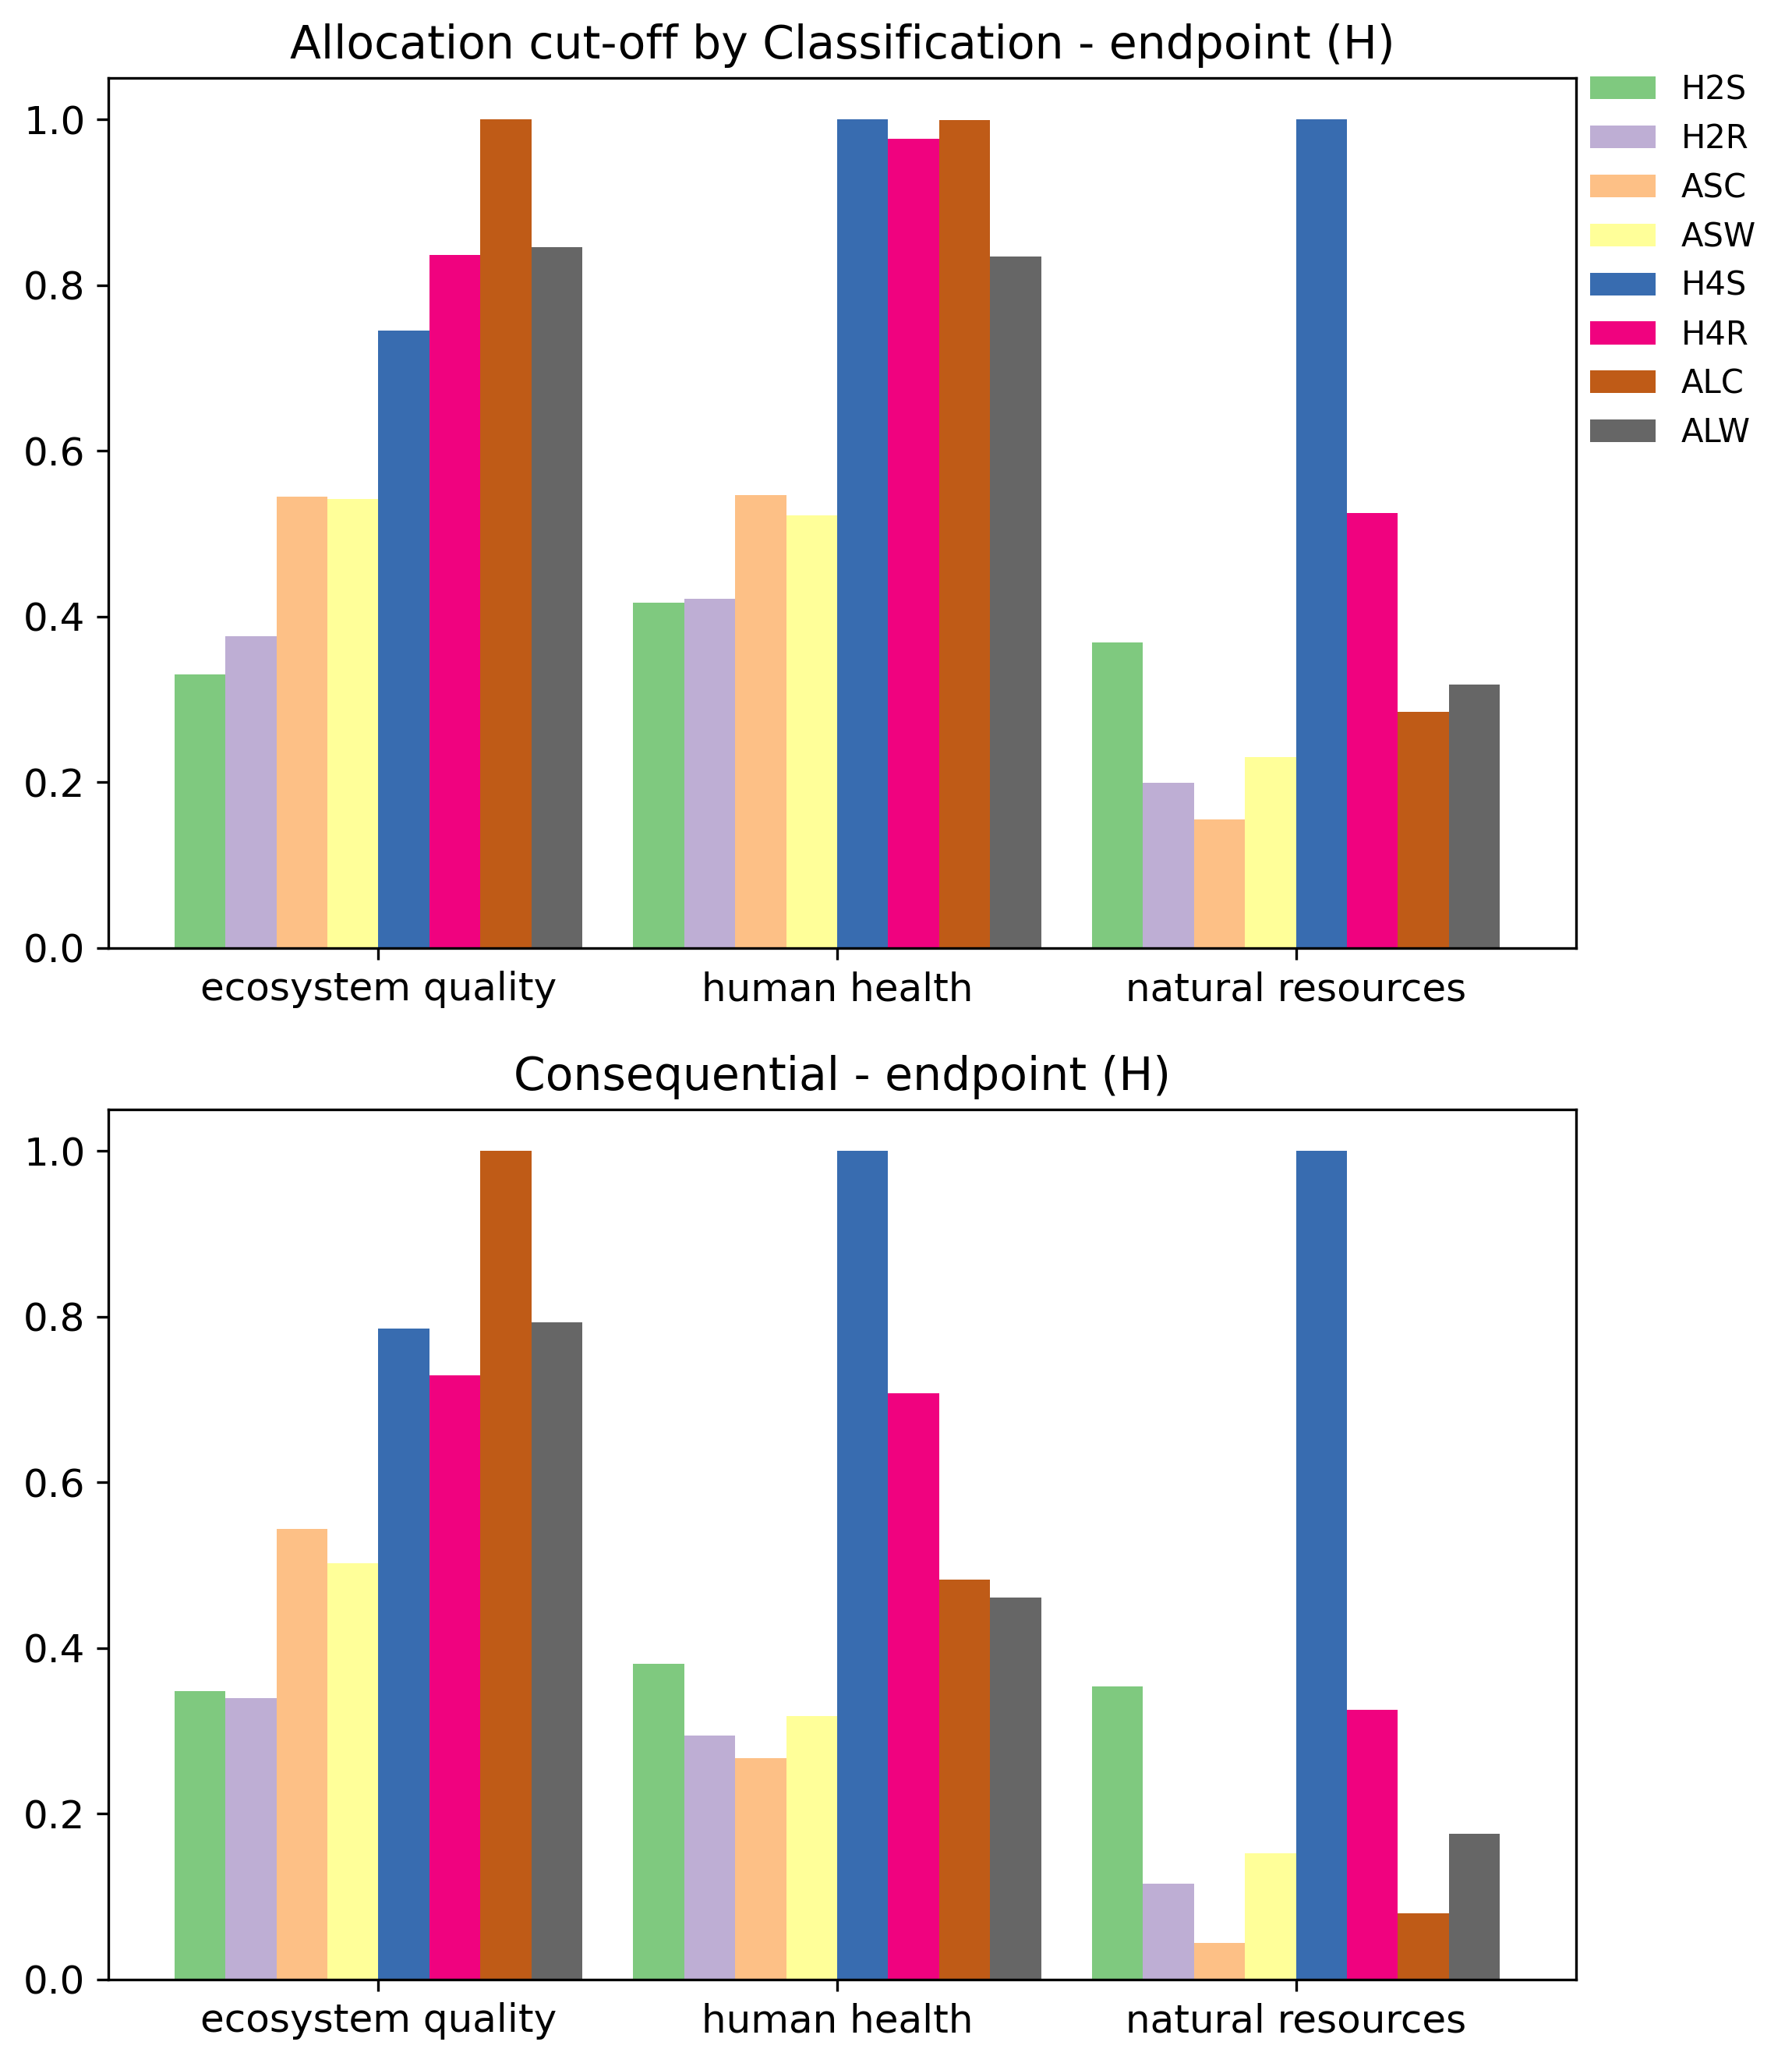 Allocation cut-off by Classification - endpoint (H)
1.0
0.8
0.6
0.4
0.2
0.0
ecosystem quality
human health
natural resources
H2S
H2R
ASC
ASW
H4S
H4R
ALC
ALW
Consequential - endpoint (H)
1.0
0.8
0.6
0.4
0.2
0.0
ecosystem quality
human health
natural resources